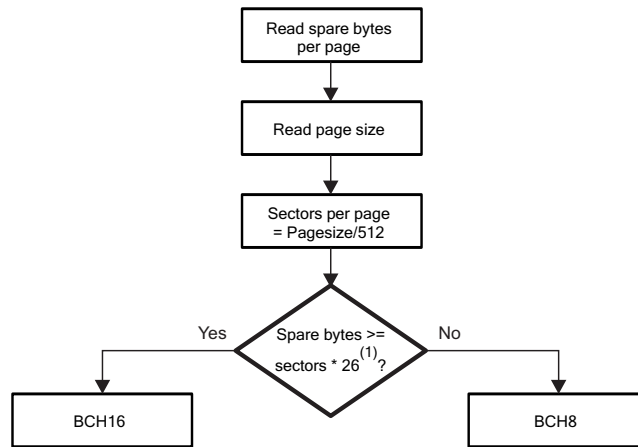 Read spare bytes
per page
Read page size
Sectors per page
= Pagesize/512
Yes
Spare bytes >=
sectors * 26(1)?
No
BCH16
BCH8